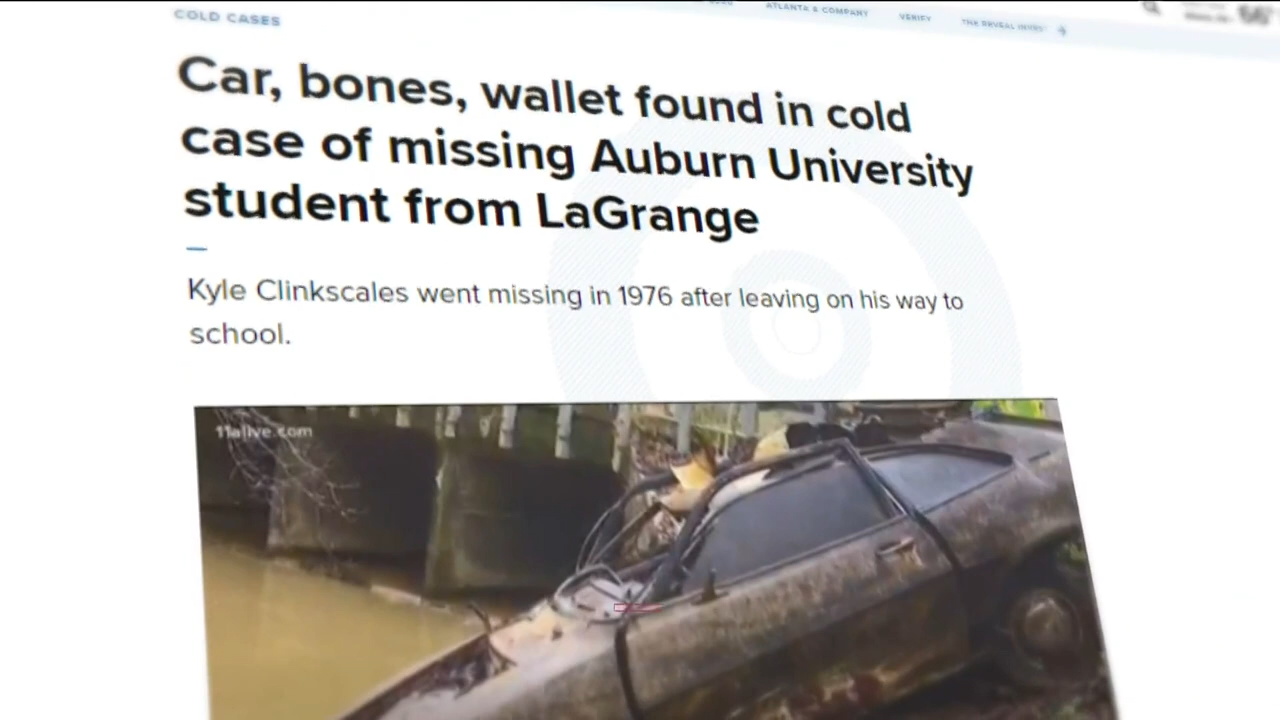 COLD CASES
ATLANTA & COMPANY
VERIFY
Car, bones, wallet found in cold
case of missing Auburn University
student from LaGrange
Kyle Clinkscales went missing in 1976 after leaving on his way to
school.
11alive.com